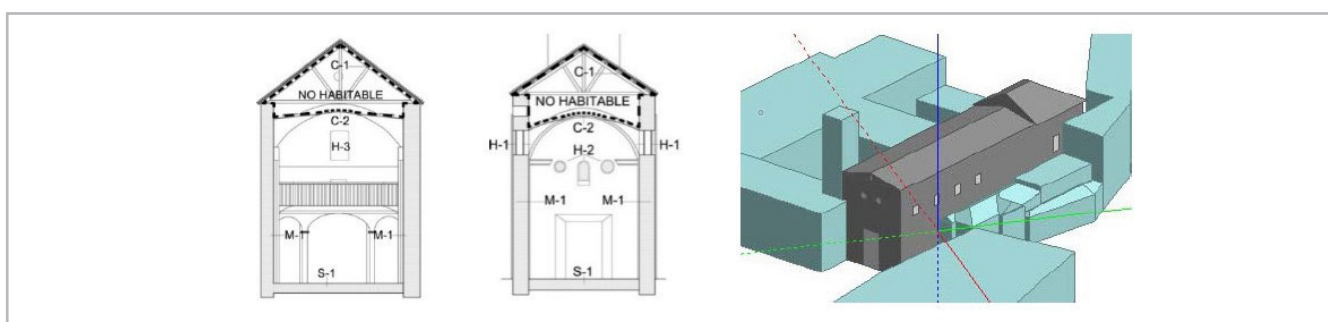 C-1
NO HABITABLE
C-2
H-3
M-1 M-1
S-1
C-1
NO HABITABLE
C-2
H-1 H-2 H-1
M-1 M-1
S-1